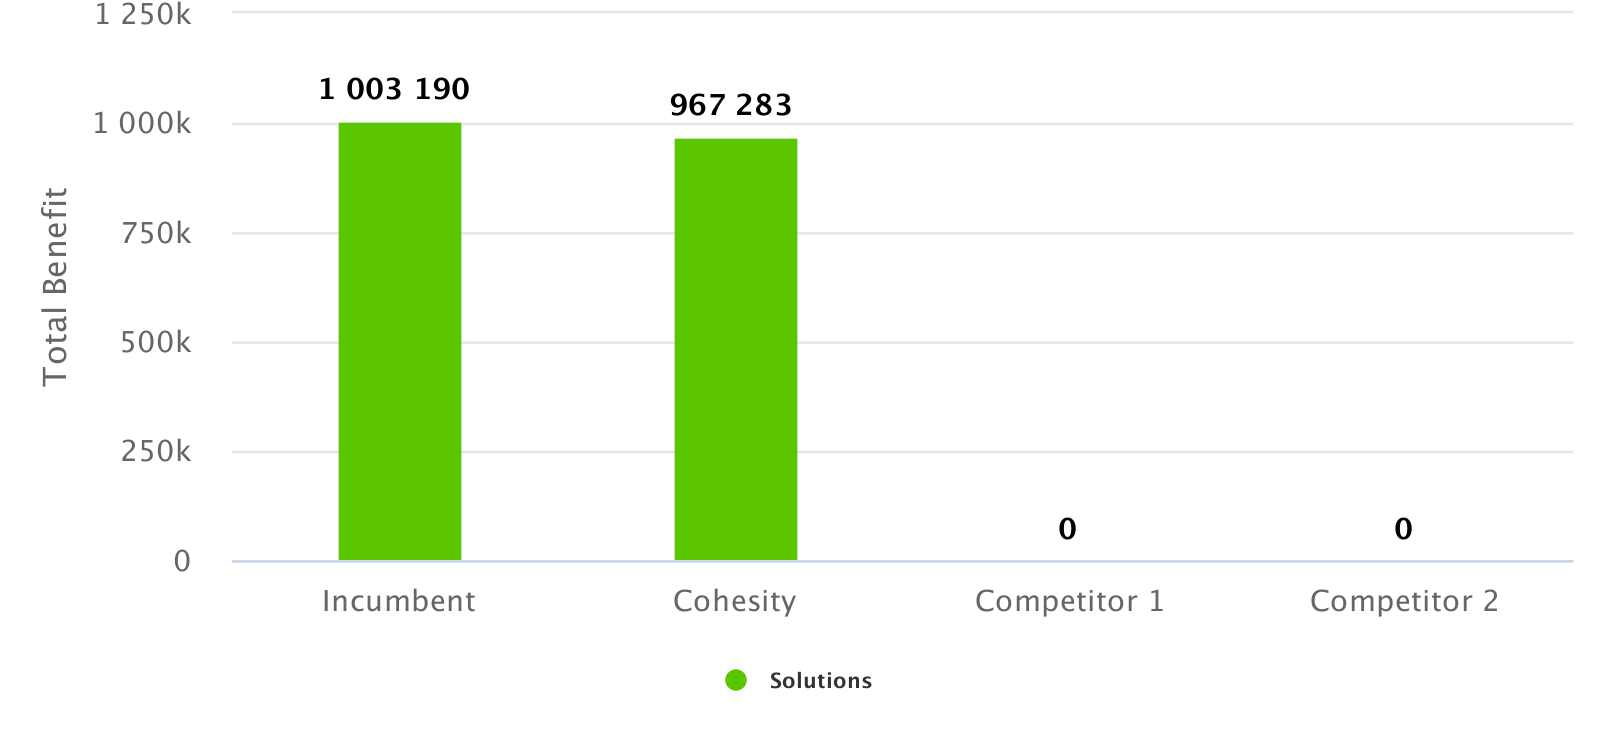 1 250k
1 000k
750k
500k
250k
0
Total Benefit
1 003 190
967 283
0
0
Incumbent
Cohesity
Competitor 1
Competitor 2
Solutions